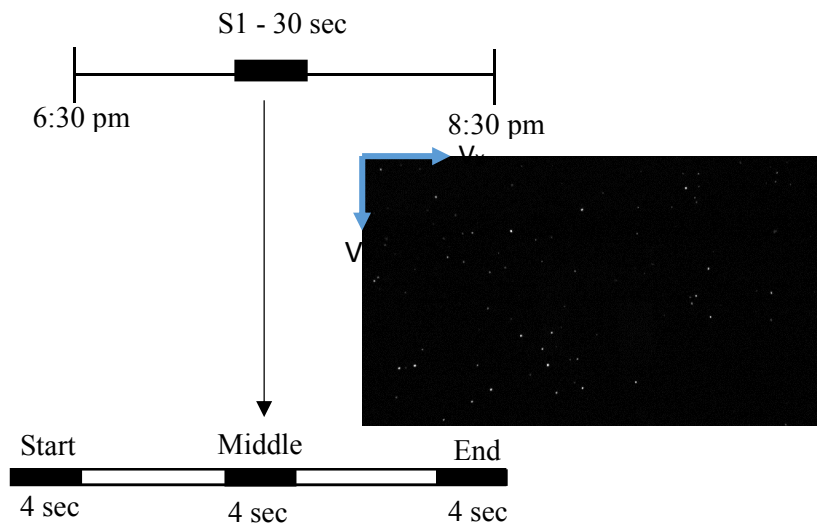 S1 - 30 sec
6:30 pm
8:30 pm
V
Start
Middle
End
4 sec
4 sec
4 sec